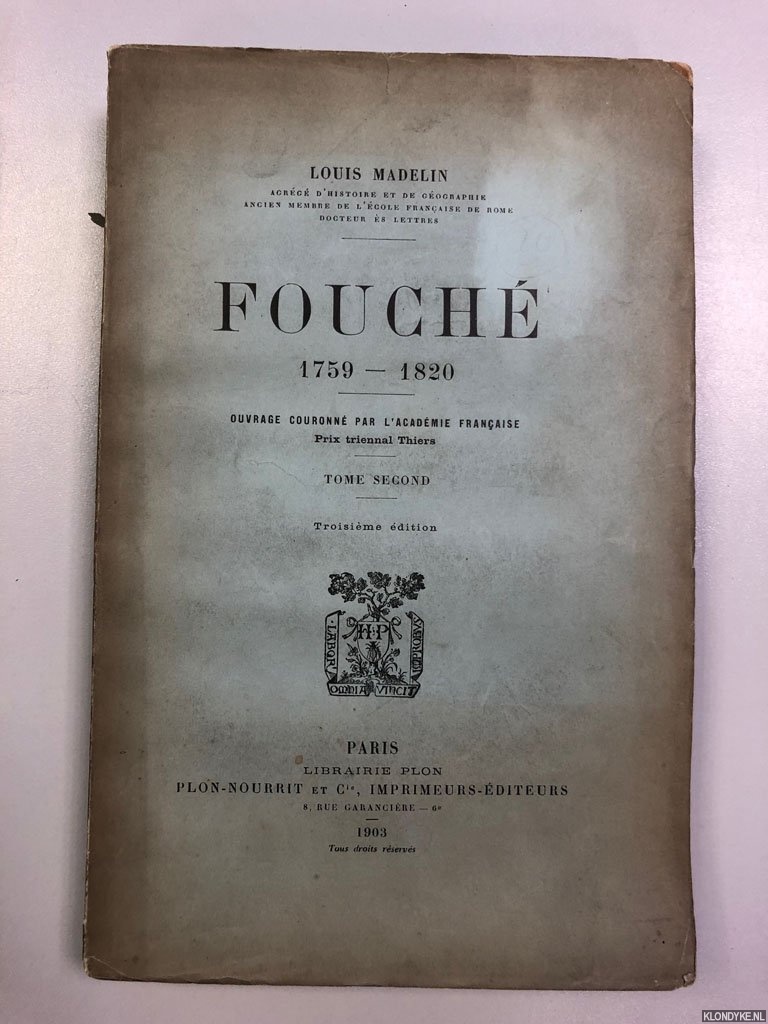 LOUIS MADELIN
AGRÉGÉ D'HISTOIRE ET DE GÉOGRAPHIE
ANCIEN MEMBRE DE L'ÉCOLE FRANÇAISE DE ROME
DOCTEUR ÈS LETTRES
FOUCHÉ
1759 — 1820
OUVRAGE COURONNÉ PAR L'ACADÉMIE FRANÇAISE
Prix triennal Thiers
TOME SECOND
Troisième édition
H·P
LABOR
IMPROBVS
OMNIA VINCIT
PARIS
LIBRAIRIE PLON
PLON-NOURRIT ET Cie, IMPRIMEURS-ÉDITEURS
8, RUE GARANCIÈRE — 6e
1903
Tous droits réservés
KLONDYKE.NL